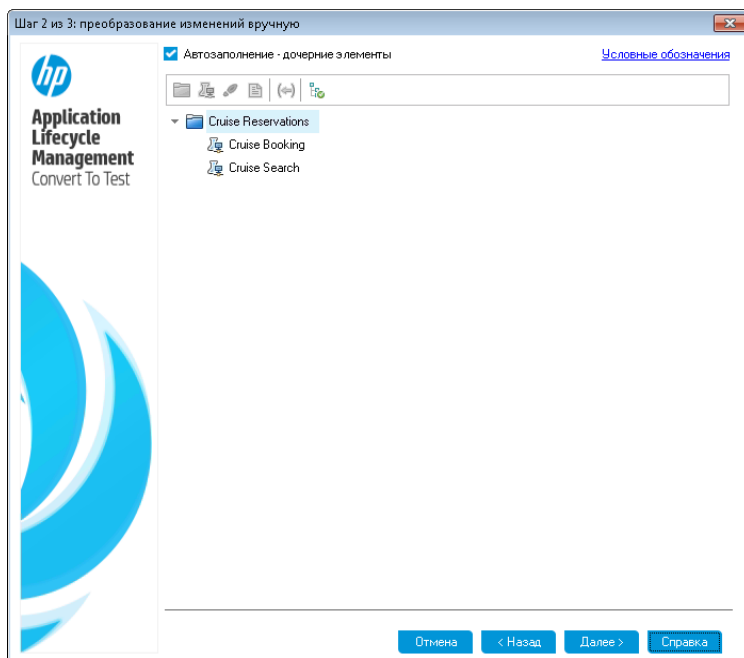 Шаг 2 из 3: преобразование изменений вручную
hp
Application
Lifecycle
Management
Convert To Test
Автозаполнение - дочерние элементы
Условные обозначения
Cruise Reservations
Cruise Booking
Cruise Search
Отмена
< Назад
Далее >
Справка